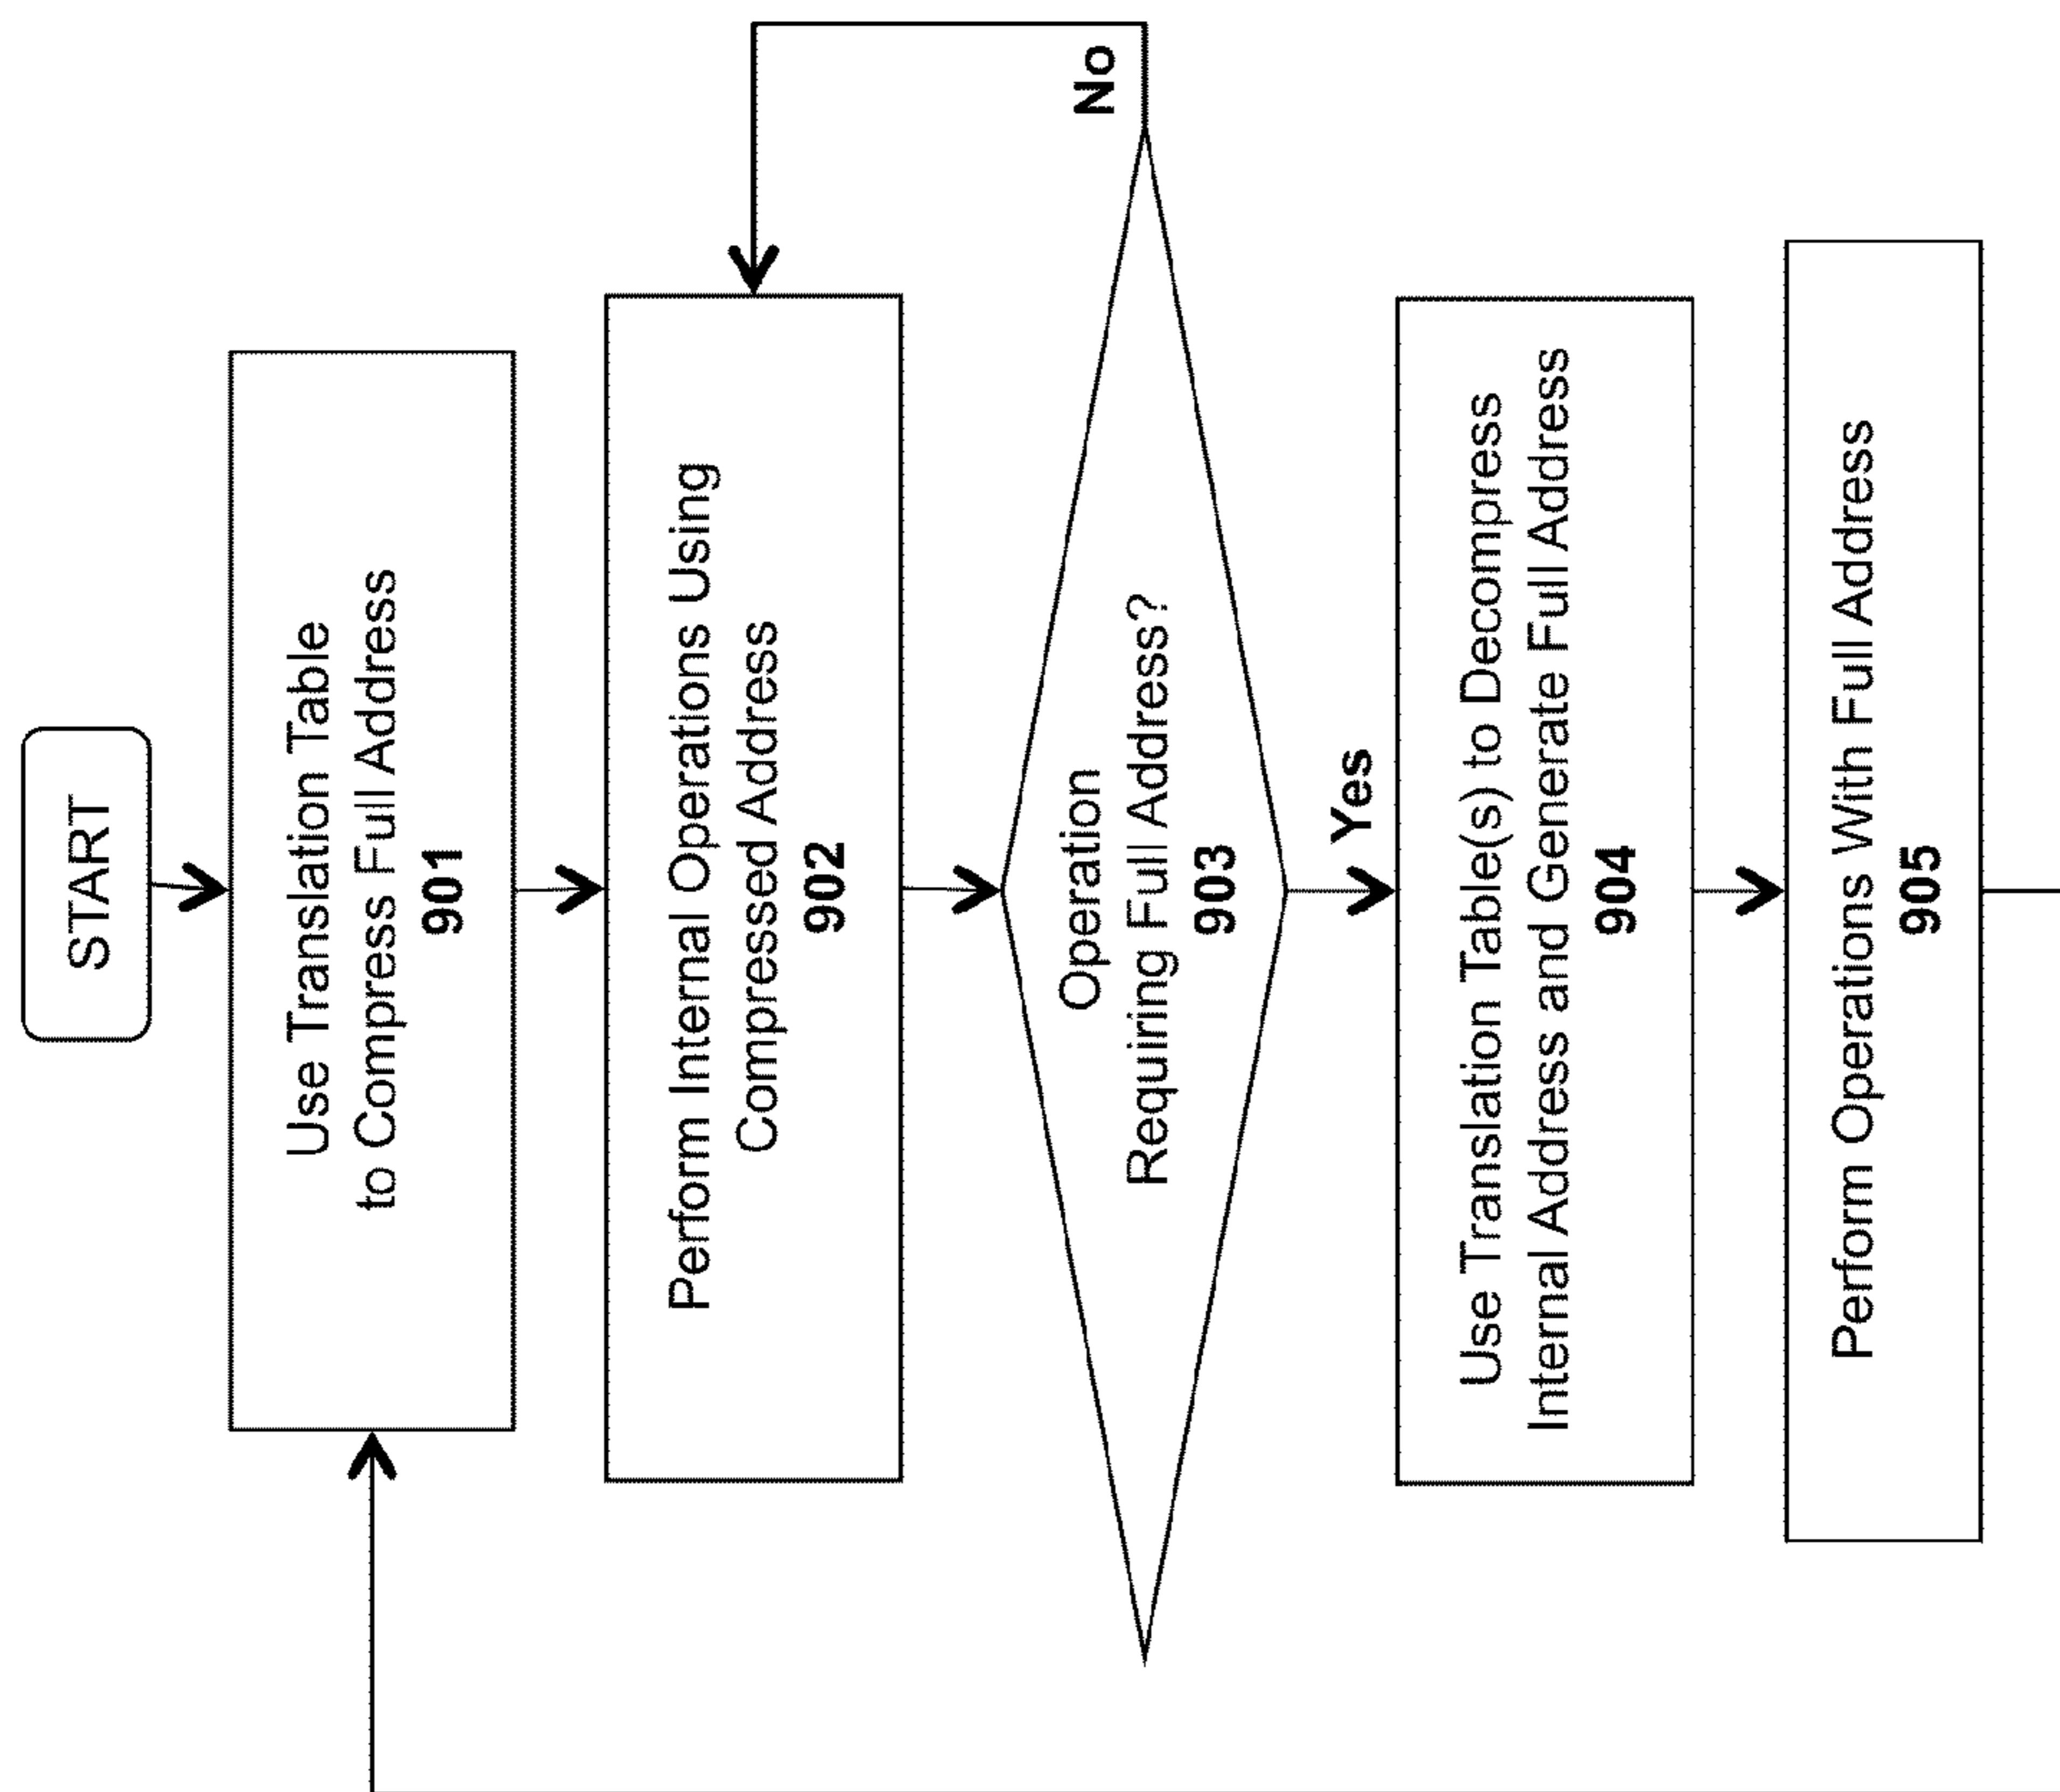 START
Use Translation Table
to Compress Full Address
901
Perform Internal Operations Using
Compressed Address
902
Operation
Requiring Full Address?
903
No
Yes
Use Translation Table(s) to Decompress
Internal Address and Generate Full Address
904
Perform Operations With Full Address
905